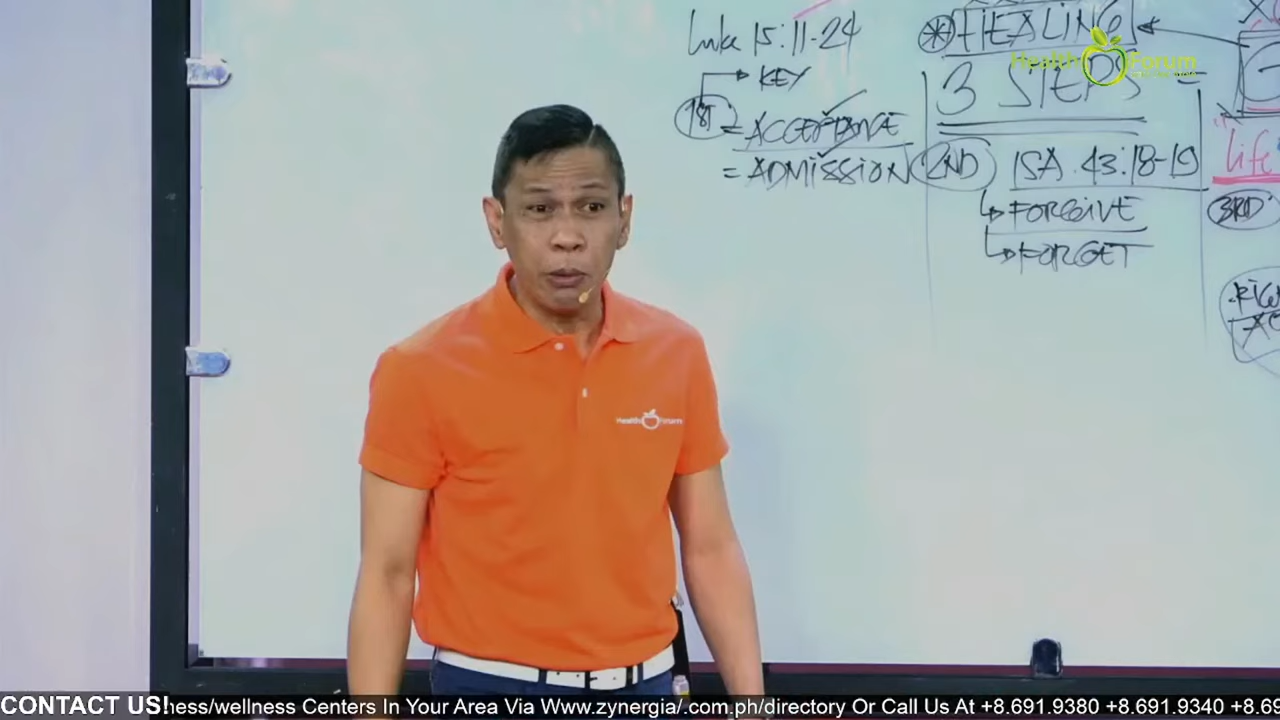 Luke 15:11-24
KEY
1ST = ACCEPTANCE
= ADMISSION
HEALING
3 STEPS =
2ND ISA. 43:18-19
FORGIVE
FORGET
life
3RD
Health Forum
Health Forum
CONTACT US! ness/wellness Centers In Your Area Via Www.zynergia/.com.ph/directory Or Call Us At +8.691.9380 +8.691.9340 +8.69